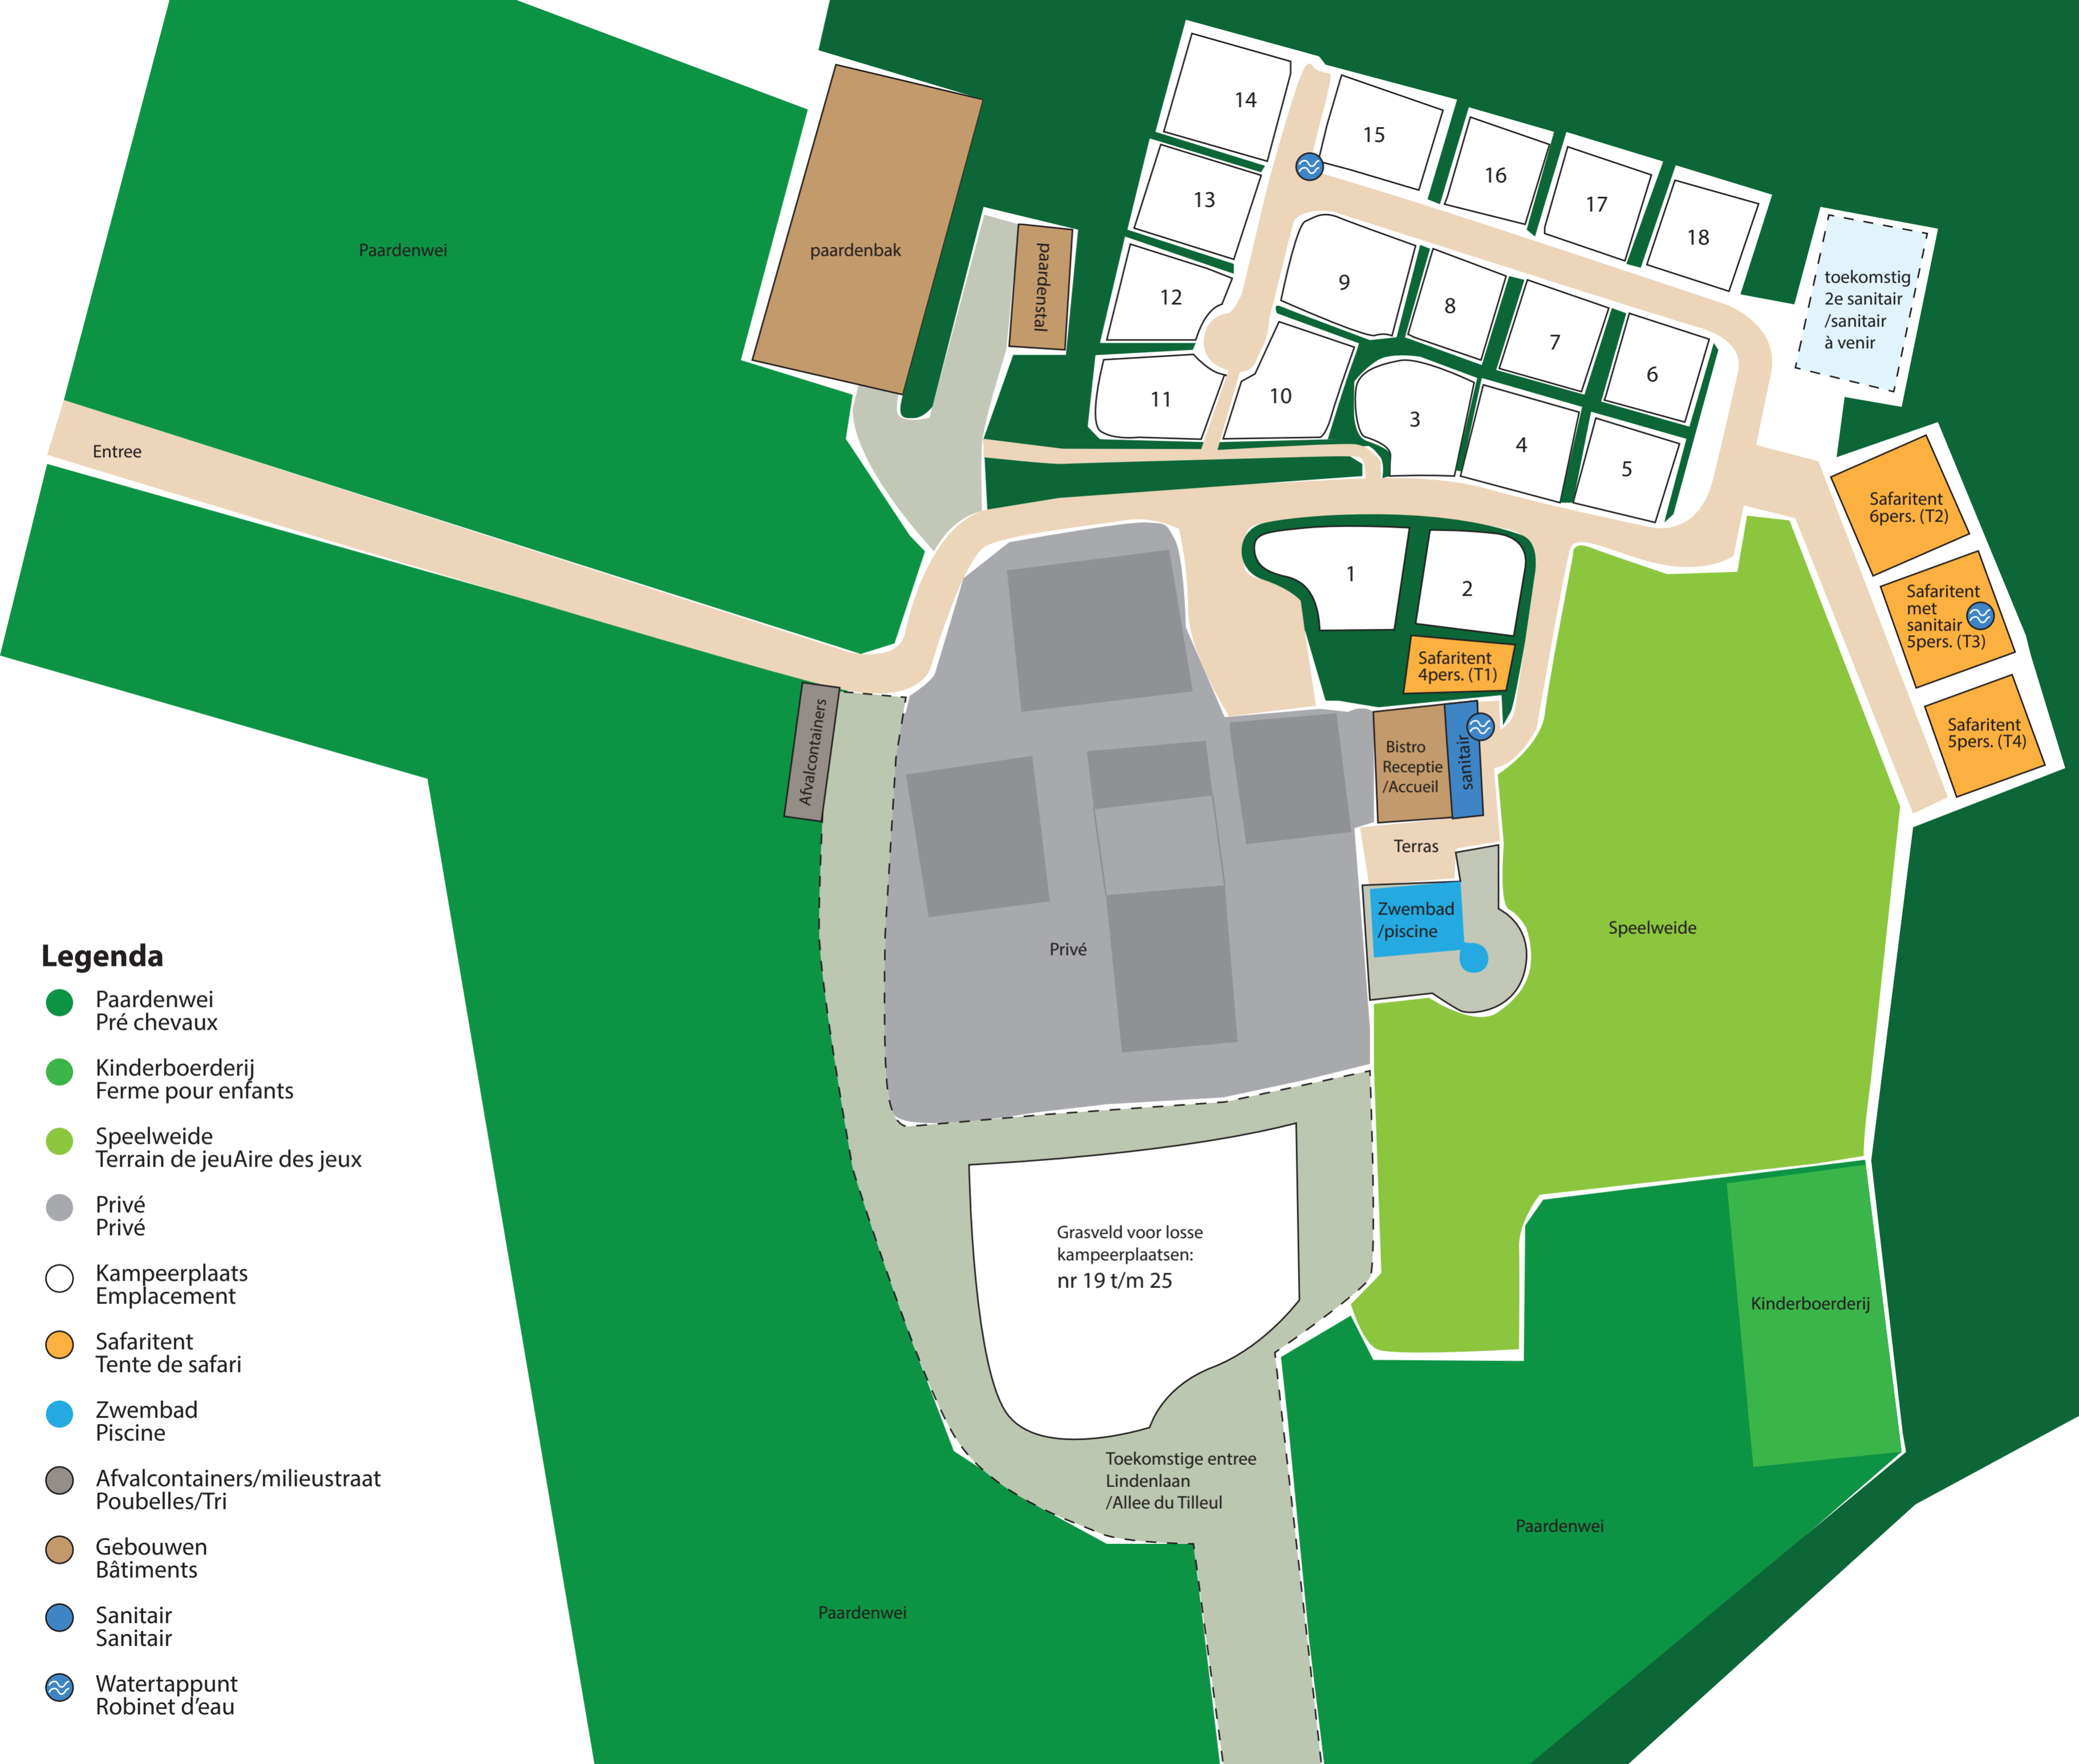 Paardenwei
paardenbak
paardenstal
Entree
14
15
13
16
17
18
12
9
8
7
6
11
10
3
4
5
toekomstig
2e sanitair
/sanitair
à venir
1
2
Safaritent
4pers. (T1)
Safaritent
6pers. (T2)
Safaritent
met
sanitair
5pers. (T3)
Safaritent
5pers. (T4)
Afvalcontainers
Bistro
Receptie
/Accueil
sanitair
Terras
Zwembad
/piscine
Privé
Speelweide
Grasveld voor losse
kampeerplaatsen:
nr 19 t/m 25
Kinderboerderij
Toekomstige entree
Lindenlaan
/Allee du Tilleul
Paardenwei
Paardenwei
Legenda
Paardenwei
Pré chevaux
Kinderboerderij
Ferme pour enfants
Speelweide
Terrain de jeuAire des jeux
Privé
Privé
Kampeerplaats
Emplacement
Safaritent
Tente de safari
Zwembad
Piscine
Afvalcontainers/milieustraat
Poubelles/Tri
Gebouwen
Bâtiments
Sanitair
Sanitair
Watertappunt
Robinet d'eau